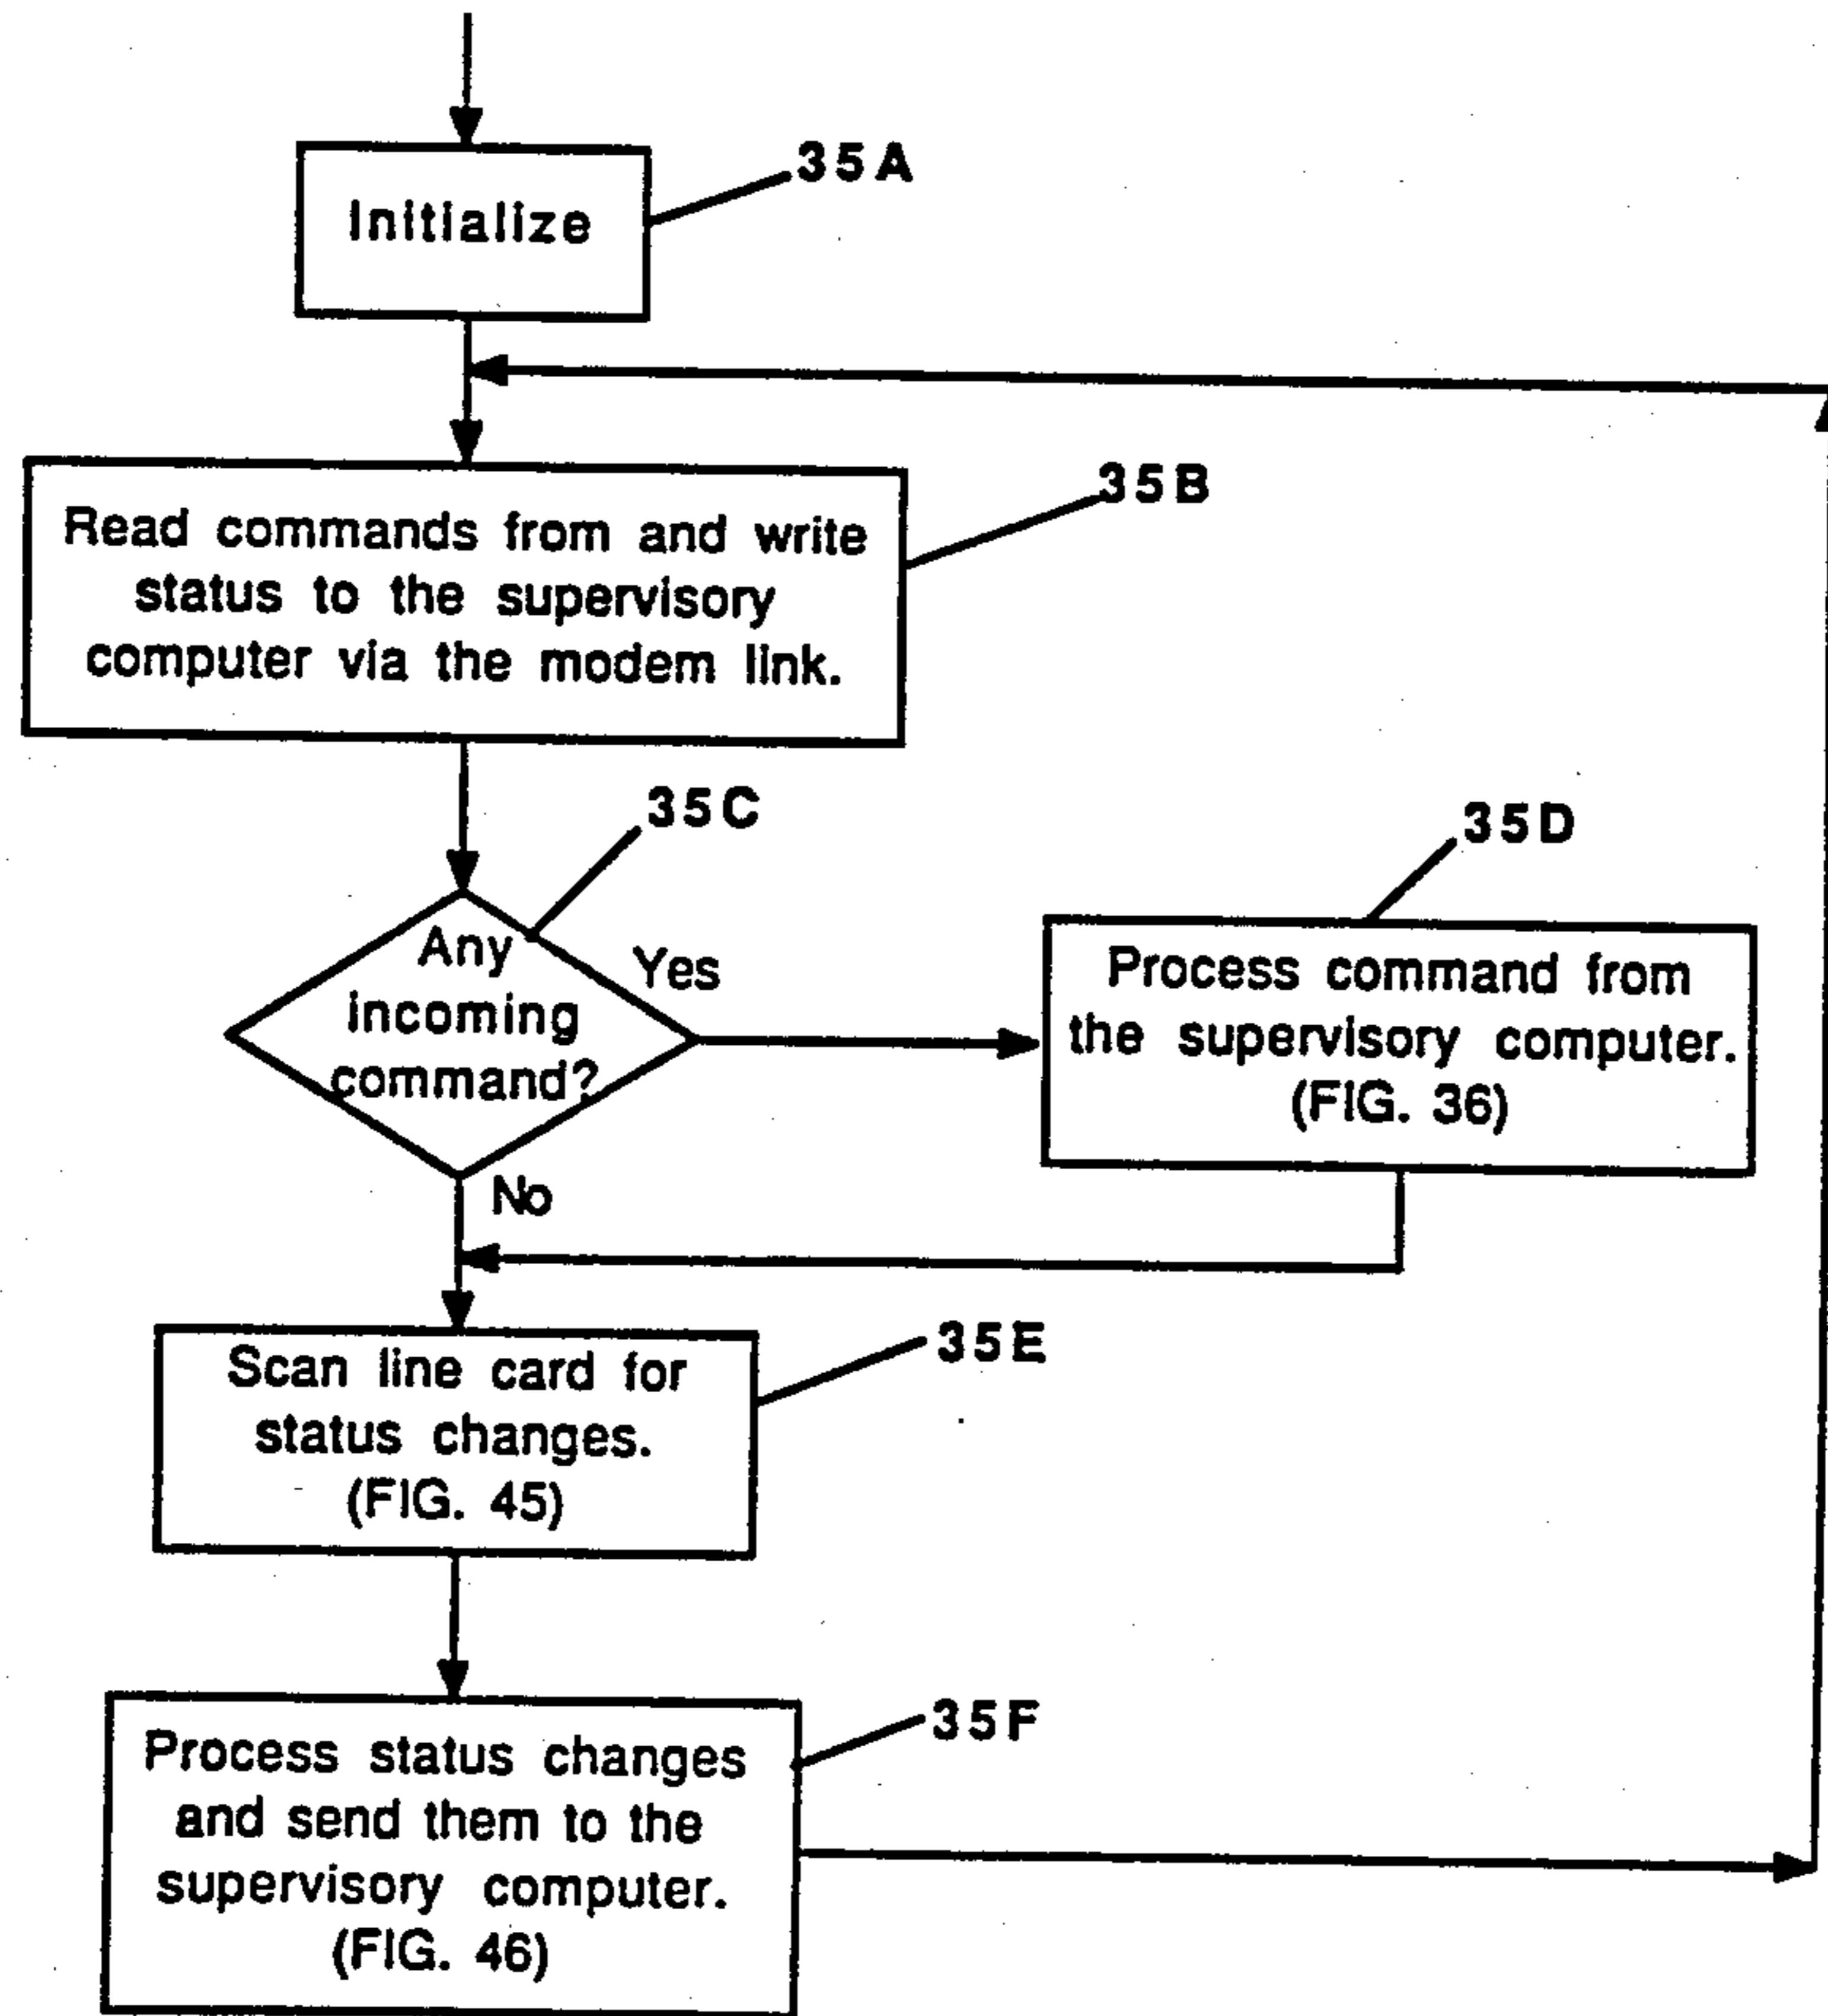 35A
Initialize
35B
Read commands from and write
status to the supervisory
computer via the modem link.
35C
Any
incoming
command?
Yes
No
35D
Process command from
the supervisory computer.
(FIG. 36)
35E
Scan line card for
status changes.
(FIG. 45)
35F
Process status changes
and send them to the
supervisory computer.
(FIG. 46)